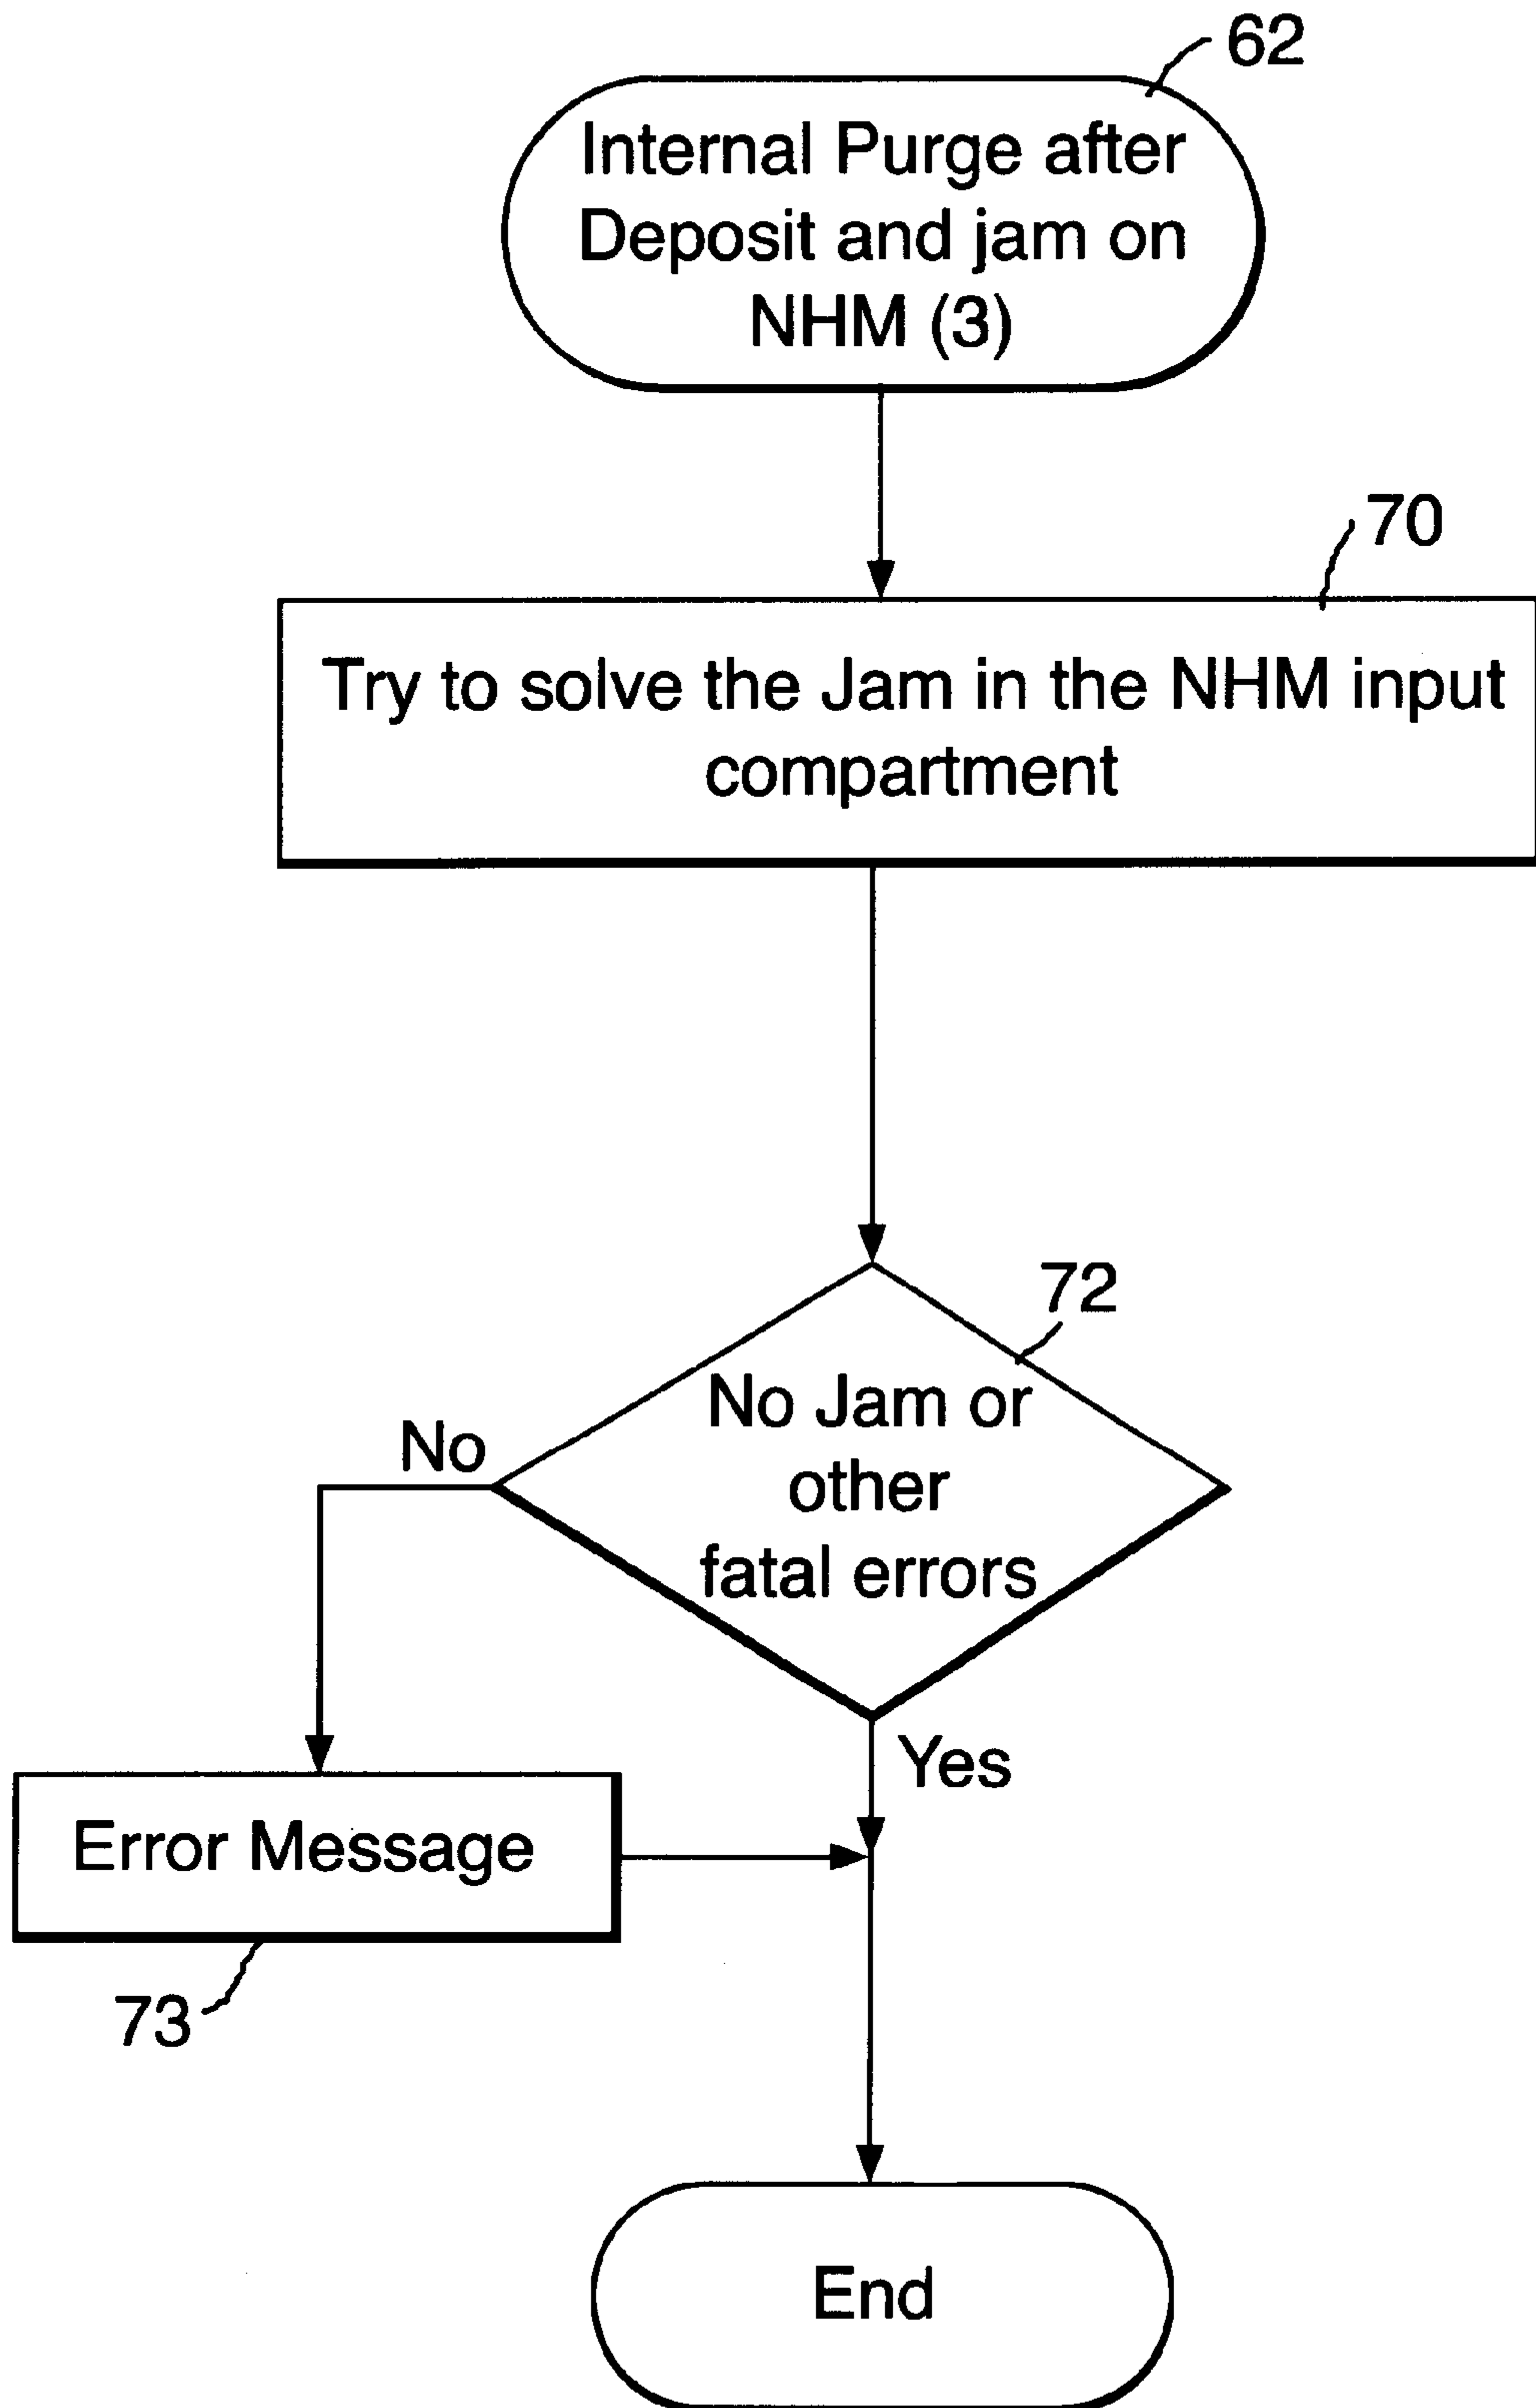 62
Internal Purge after
Deposit and jam on
NHM (3)
70
Try to solve the Jam in the NHM input
compartment
72
No Jam or
other
fatal errors
No
Yes
Error Message
73
End